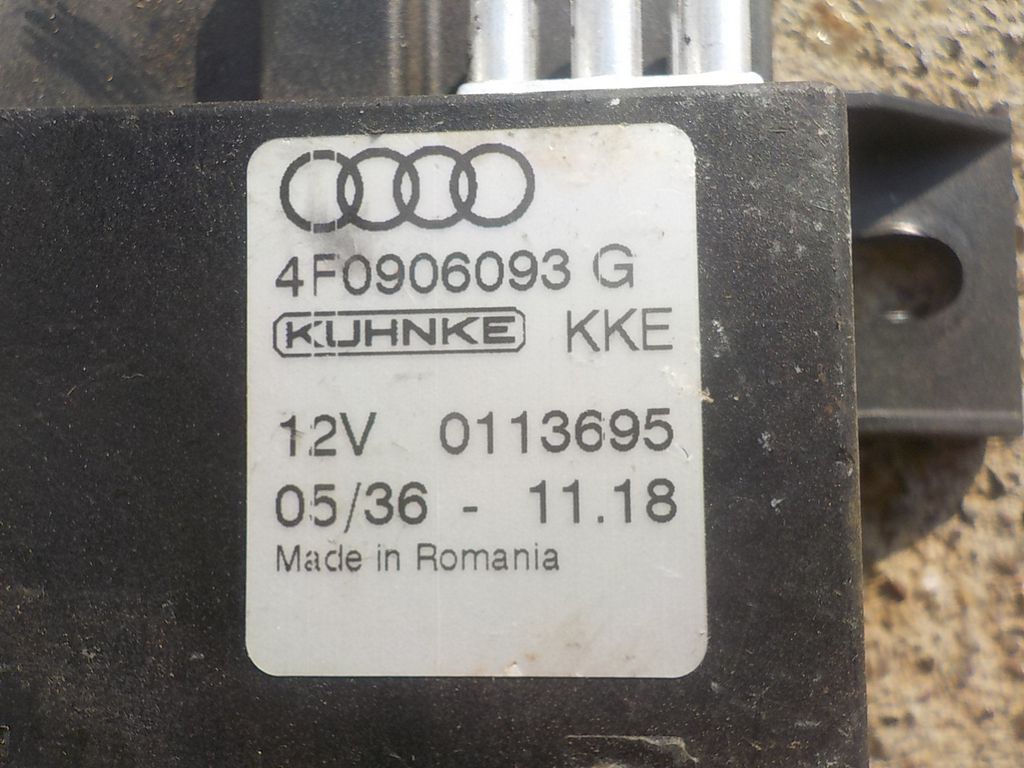 4F0906093 G
KUHNKE KKE
12V 0113695
05/36 - 11.18
Made in Romania